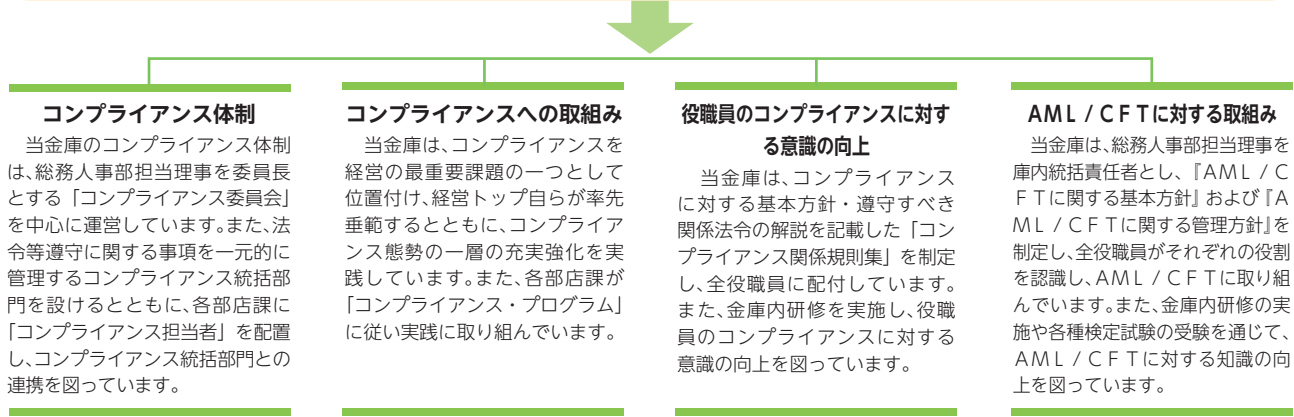 コンプライアンス体制
当金庫のコンプライアンス体制
は、総務人事部担当理事を委員長
とする「コンプライアンス委員会」
を中心に運営しています。また、法
令等遵守に関する事項を一元的に
管理するコンプライアンス統括部
門を設けるとともに、各部店課に
「コンプライアンス担当者」を配置
し、コンプライアンス統括部門との
連携を図っています。
コンプライアンスへの取組み
当金庫は、コンプライアンスを
経営の最重要課題の一つとして
位置付け、経営トップ自らが率先
垂範するとともに、コンプライア
ンス態勢の一層の充実強化を実
践しています。また、各部店課が
「コンプライアンス・プログラム」
に従い実践に取り組んでいます。
役職員のコンプライアンスに対す
る意識の向上
当金庫は、コンプライアンス
に対する基本方針・遵守すべき
関係法令の解説を記載した「コン
プライアンス関係規則集」を制定
し、全役職員に配付しています。
また、金庫内研修を実施し、役職
員のコンプライアンスに対する
意識の向上を図っています。
AML/CFTに対する取組み
当金庫は、総務人事部担当理事を
庫内統括責任者とし、『AML/C
FTに関する基本方針』および『A
ML/CFTに関する管理方針』を
制定し、全役職員がそれぞれの役割
を認識し、AML/CFTに取り組
んでいます。また、金庫内研修の実
施や各種検定試験の受験を通じて、
AML/CFTに対する知識の向
上を図っています。